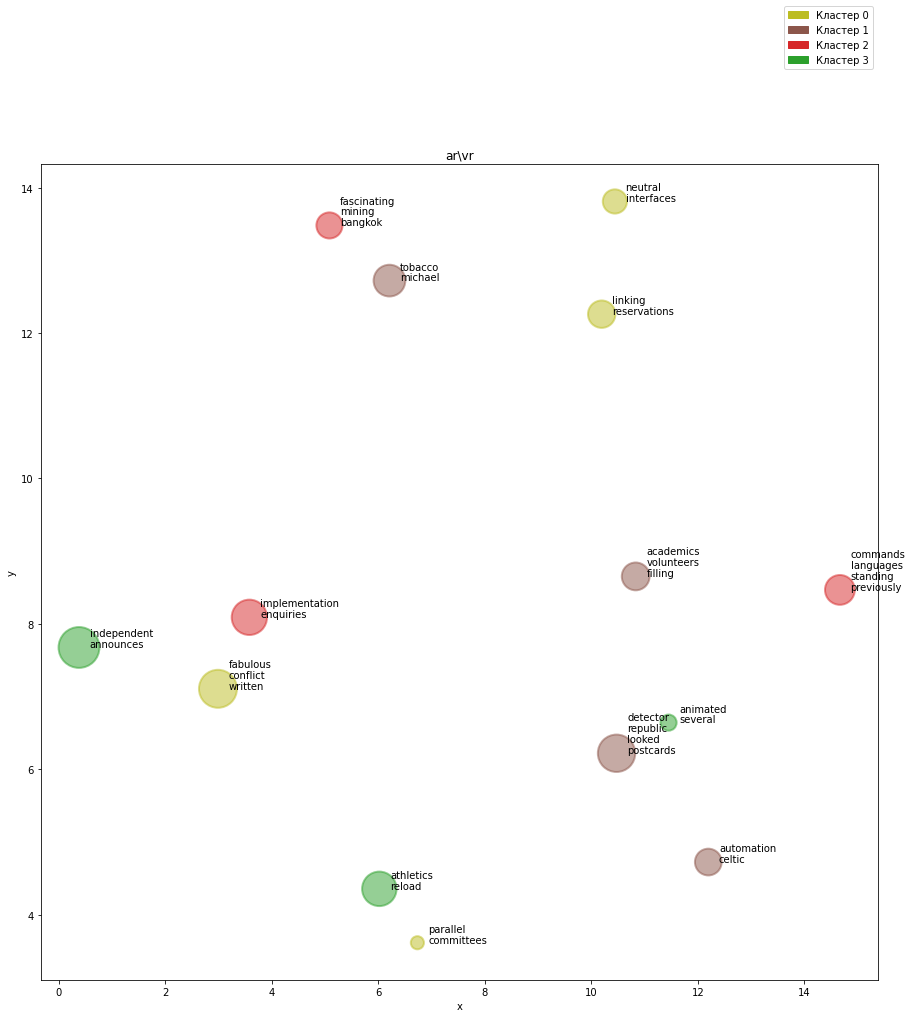 Кластер 0
Кластер 1
Кластер 2
Кластер 3
ar\vr
14
12
10
8
6
4
y
neutral
interfaces
fascinating
mining
bangkok
tobacco
michael
linking
reservations
academics
volunteers
filling
commands
languages
standing
previously
implementation
enquiries
independent
announces
fabulous
conflict
written
animated
several
detector
republic
looked
postcards
automation
celtic
athletics
reload
parallel
committees
0
2
4
6
8
10
12
14
x